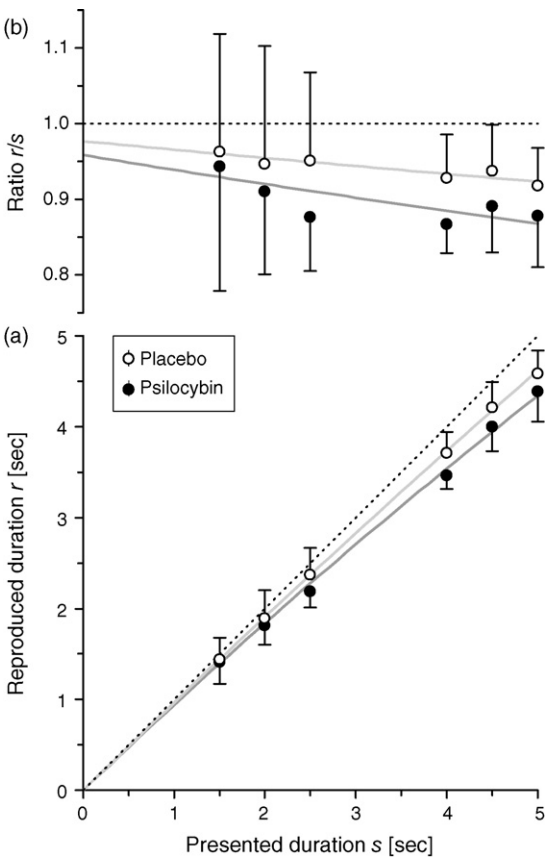 (b)
1.1
1.0
0.9
0.8
Ratio r/s
(a)
5
4
3
2
1
0
Reproduced duration r [sec]
Placebo
Psilocybin
0 1 2 3 4 5
Presented duration s [sec]